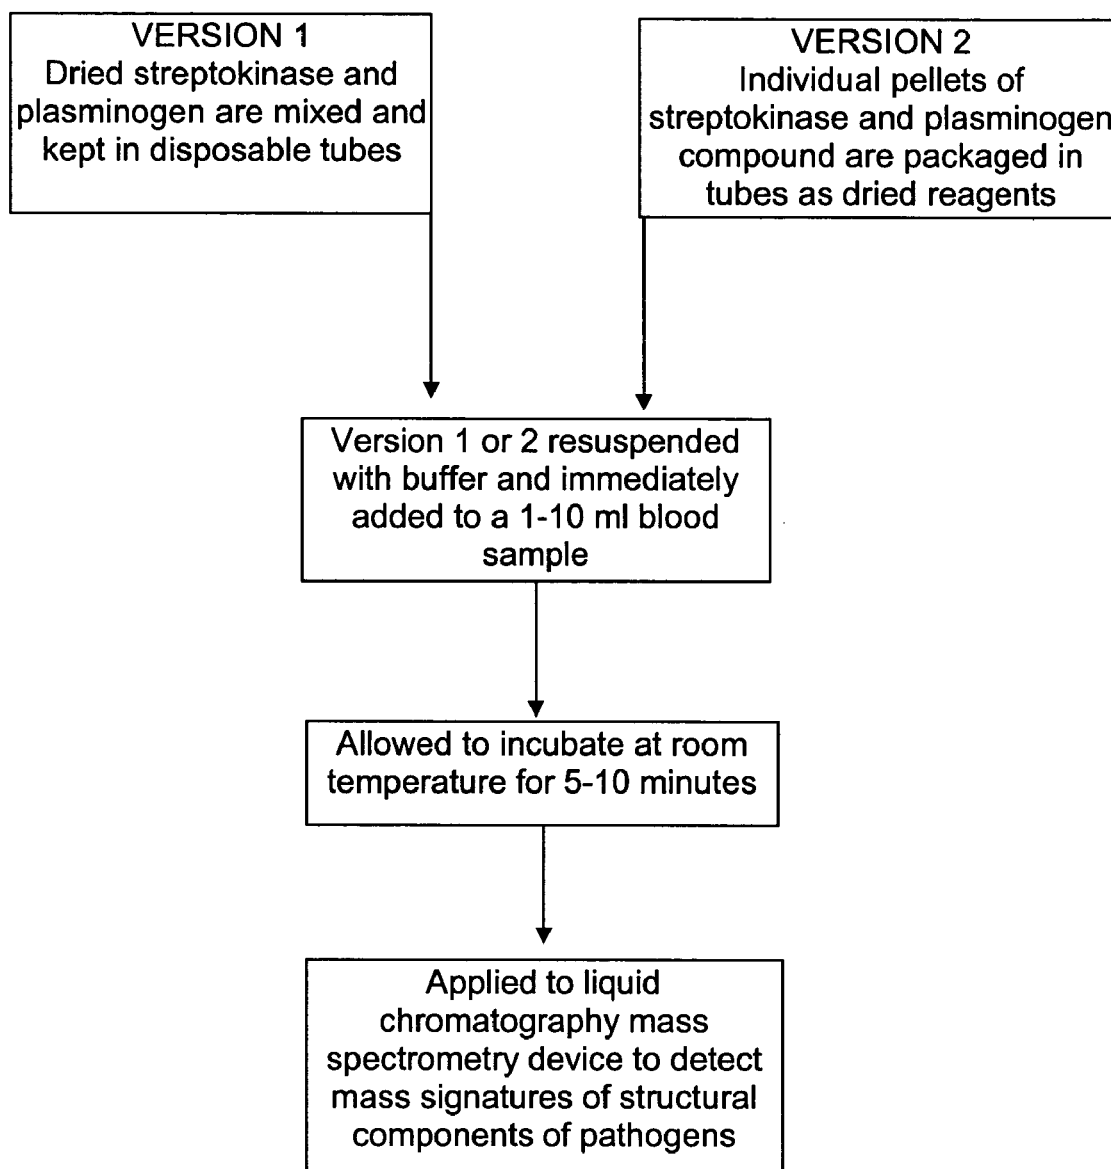 VERSION 1
Dried streptokinase and
plasminogen are mixed and
kept in disposable tubes
VERSION 2
Individual pellets of
streptokinase and plasminogen
compound are packaged in
tubes as dried reagents
Version 1 or 2 resuspended
with buffer and immediately
added to a 1-10 ml blood
sample
Allowed to incubate at room
temperature for 5-10 minutes
Applied to liquid
chromatography mass
spectrometry device to detect
mass signatures of structural
components of pathogens